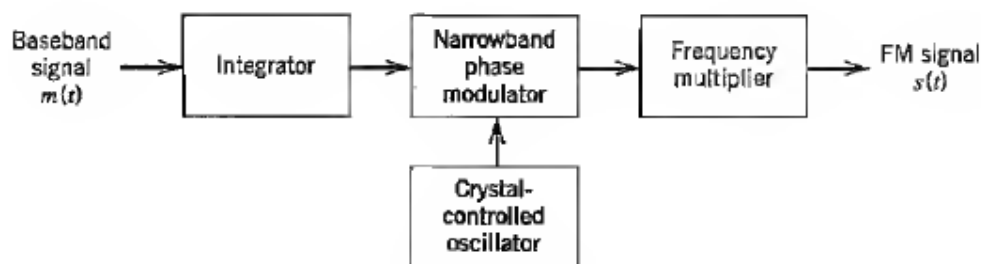 Baseband
signal
m(t)
Integrator
Narrowband
phase
modulator
Frequency
multiplier
FM signal
s(t)
Crystal-
controlled
oscillator